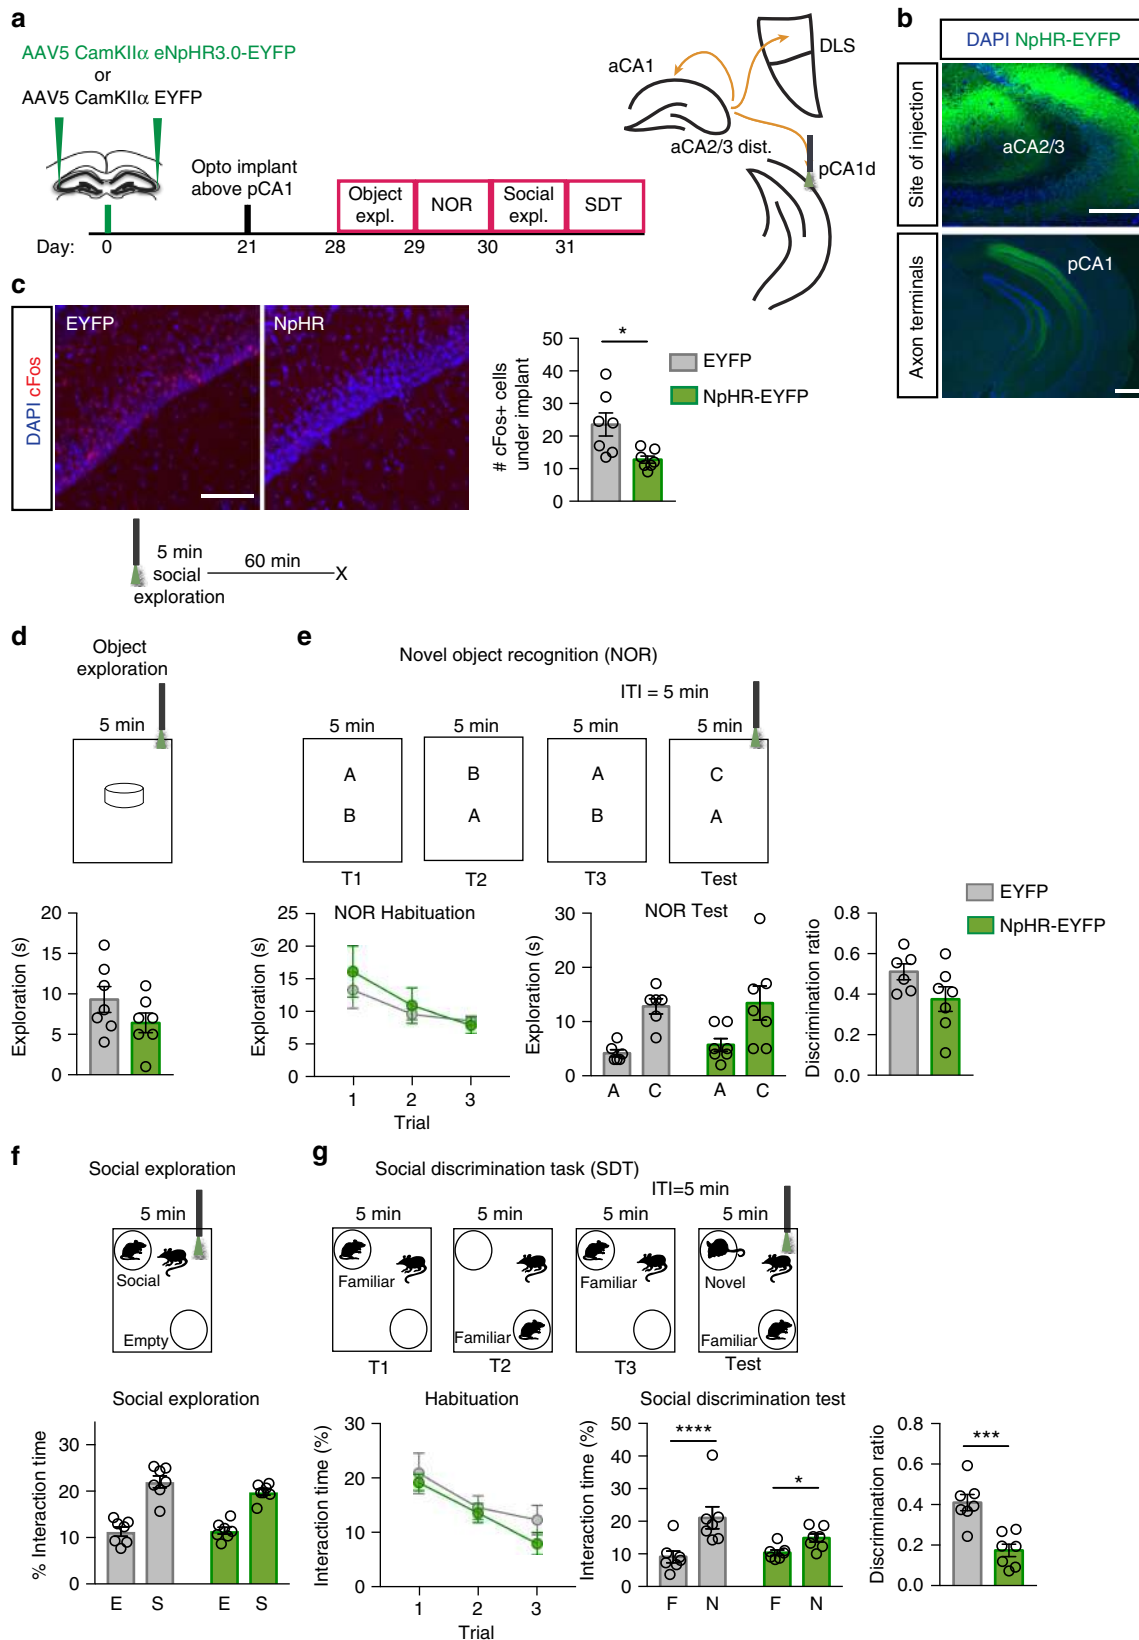 a
AAV5 CamKIIα eNpHR3.0-EYFP
or
AAV5 CamKIIα EYFP
Opto implant
above pCA1
Object
expl.
NOR
Social
expl.
SDT
Day:
0
21
28
29
30
31
aCA1
DLS
aCA2/3 dist.
pCA1d
b
DAPI NpHR-EYFP
Site of injection
aCA2/3
Axon terminals
pCA1
c
DAPI cFos
EYFP
NpHR
5 min
social
exploration
60 min
X
# cFos+ cells
under implant
50
40
30
20
10
0
*
EYFP
NpHR-EYFP
d
Object
exploration
5 min
Exploration (s)
20
15
10
5
0
e
Novel object recognition (NOR)
ITI = 5 min
5 min
5 min
5 min
5 min
A
B
A
C
B
A
B
A
T1
T2
T3
Test
NOR Habituation
Exploration (s)
25
20
15
10
5
0
1
2
3
Trial
NOR Test
Exploration (s)
30
20
10
0
A
C
A
C
Discrimination ratio
0.8
0.6
0.4
0.2
0.0
EYFP
NpHR-EYFP
f
Social exploration
5 min
Social
Empty
Social exploration
% Interaction time
30
20
10
0
E
S
E
S
g
Social discrimination task (SDT)
ITI=5 min
5 min
5 min
5 min
5 min
Familiar
Familiar
Familiar
Novel
Familiar
T1
T2
T3
Test
Habituation
Interaction time (%)
30
20
10
0
1
2
3
Trial
Social discrimination test
Interaction time (%)
50
40
30
20
10
0
****
*
F
N
F
N
Discrimination ratio
0.8
0.6
0.4
0.2
0.0
***